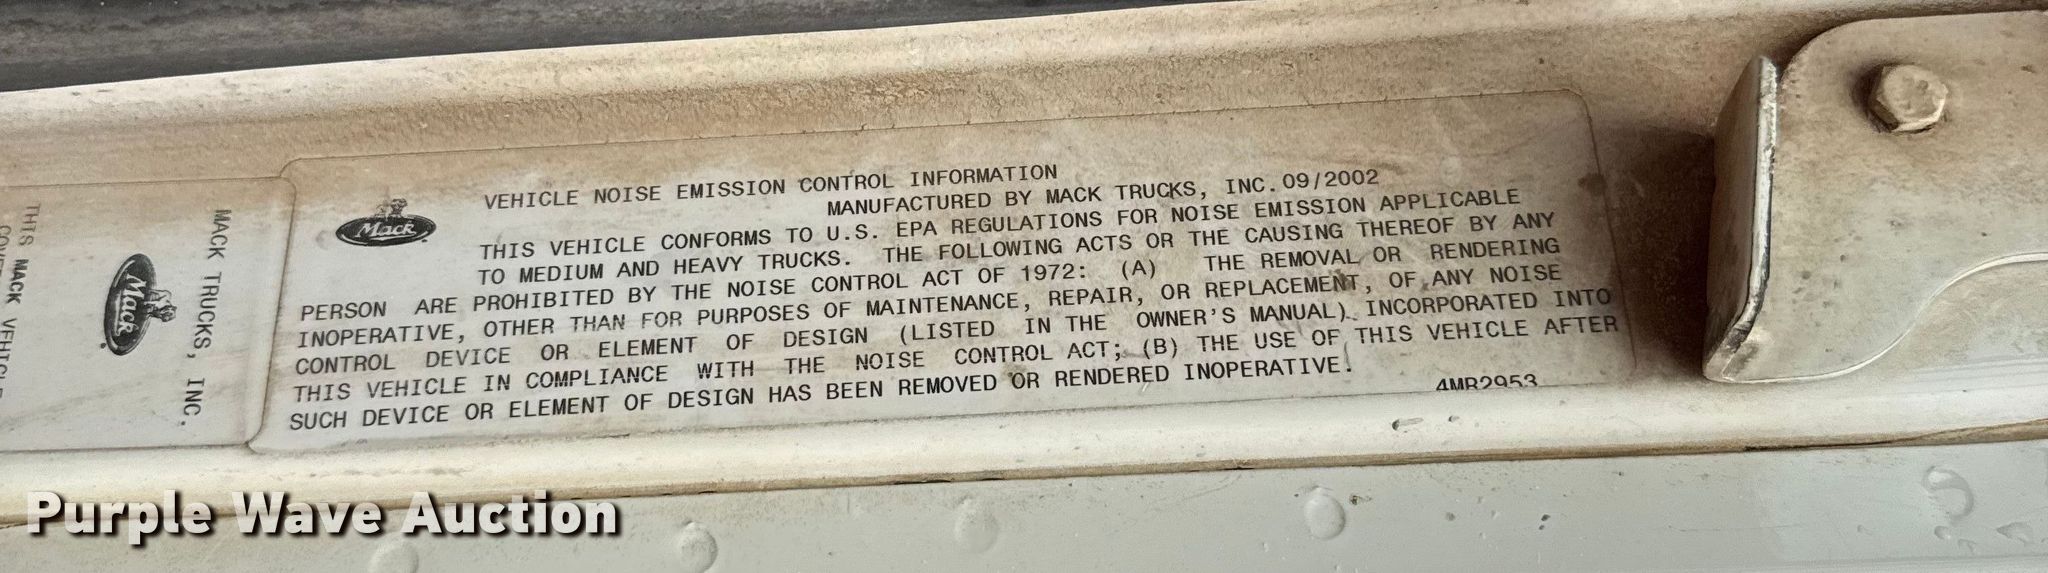 VEHICLE NOISE EMISSION CONTROL INFORMATION
MANUFACTURED BY MACK TRUCKS, INC. 09/2002
THIS VEHICLE CONFORMS TO U.S. EPA REGULATIONS FOR NOISE EMISSION APPLICABLE
TO MEDIUM AND HEAVY TRUCKS. THE FOLLOWING ACTS OR THE CAUSING THEREOF BY ANY
PERSON ARE PROHIBITED BY THE NOISE CONTROL ACT OF 1972: (A) THE REMOVAL OR RENDERING
INOPERATIVE, OTHER THAN FOR PURPOSES OF MAINTENANCE, REPAIR, OR REPLACEMENT, OF ANY NOISE
CONTROL DEVICE OR ELEMENT OF DESIGN (LISTED IN THE OWNER'S MANUAL) INCORPORATED INTO
THIS VEHICLE IN COMPLIANCE WITH THE NOISE CONTROL ACT; (B) THE USE OF THIS VEHICLE AFTER
SUCH DEVICE OR ELEMENT OF DESIGN HAS BEEN REMOVED OR RENDERED INOPERATIVE.
4MR2953
Mack
MACK TRUCKS, INC.
Mack
THIS MACK VEHICLE
Purple Wave Auction